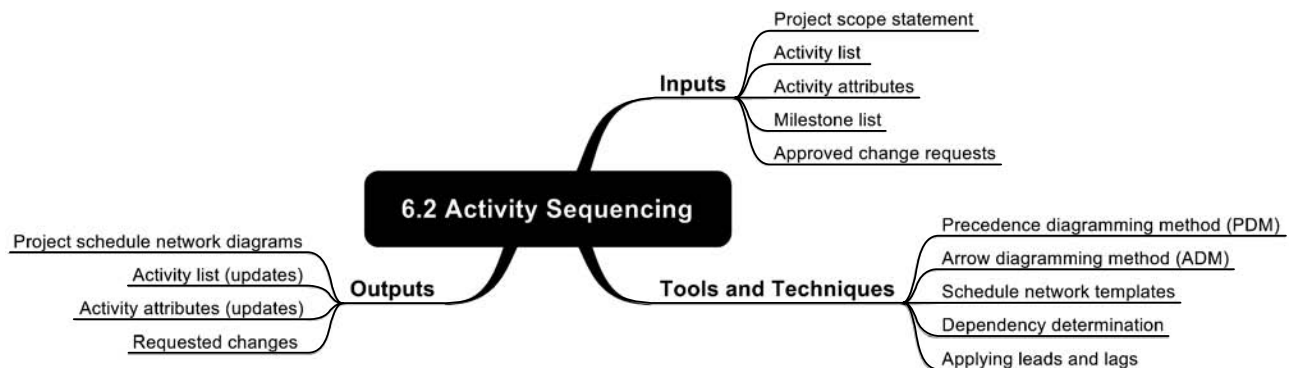 6.2 Activity Sequencing
Inputs
Project scope statement
Activity list
Activity attributes
Milestone list
Approved change requests
Tools and Techniques
Precedence diagramming method (PDM)
Arrow diagramming method (ADM)
Schedule network templates
Dependency determination
Applying leads and lags
Outputs
Project schedule network diagrams
Activity list (updates)
Activity attributes (updates)
Requested changes